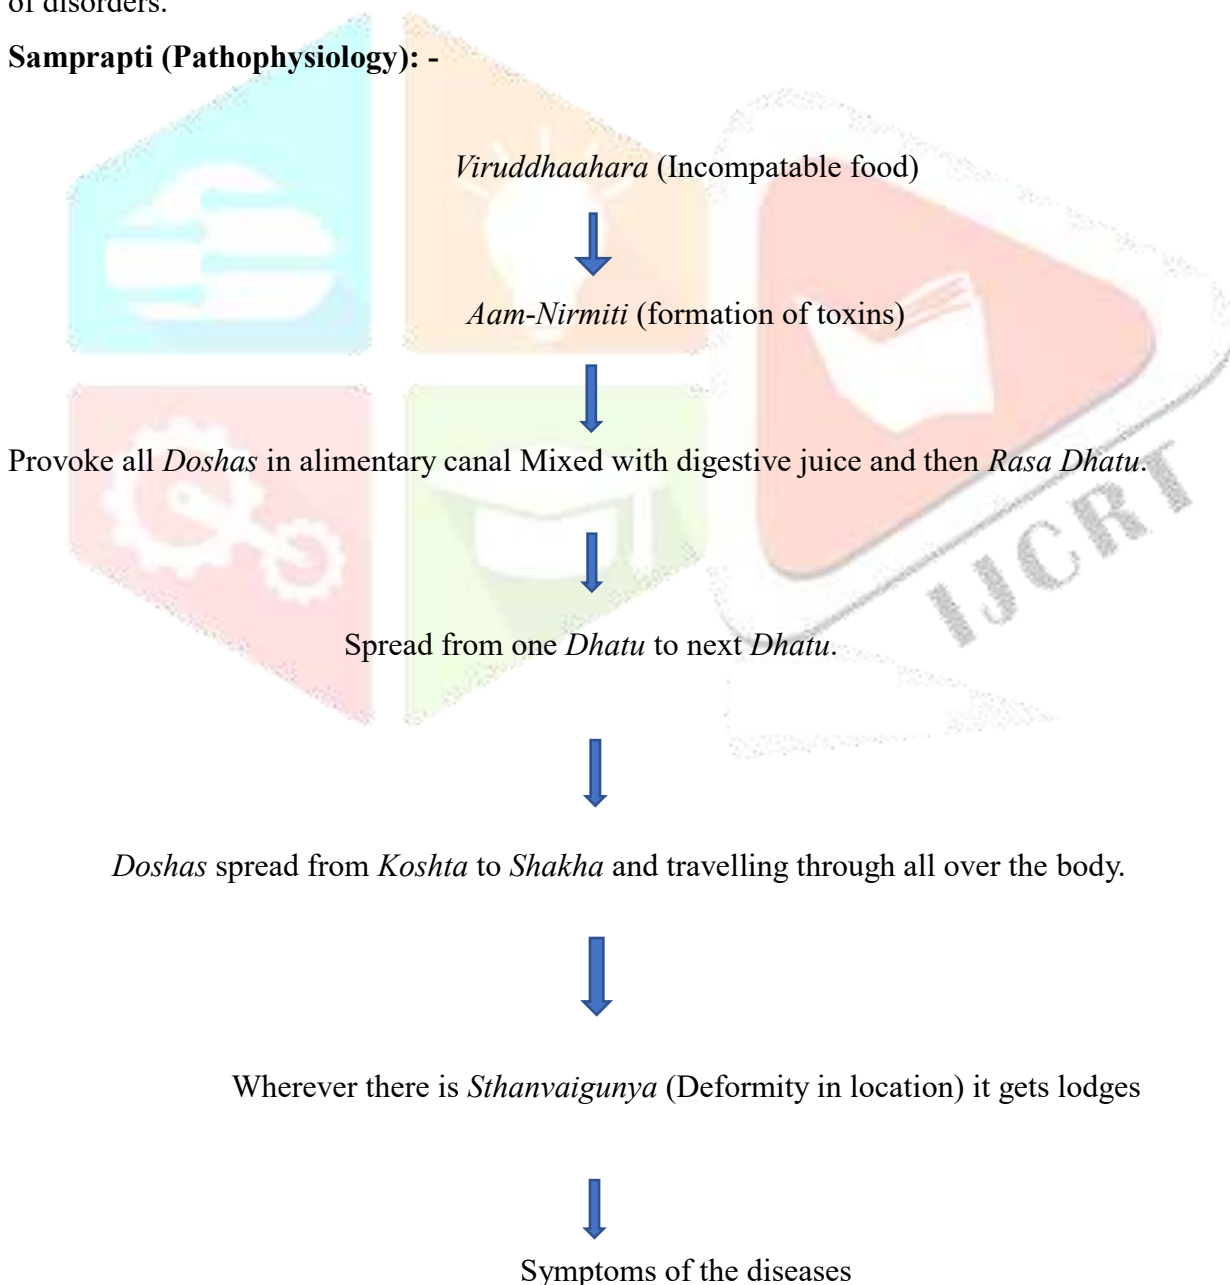 of disorders.
Samprapti (Pathophysiology): -
Viruddhaahara (Incompatable food)
Aam-Nirmiti (formation of toxins)
Provoke all Doshas in alimentary canal Mixed with digestive juice and then Rasa Dhatu.
IJCRT
Spread from one Dhatu to next Dhatu.
Doshas spread from Koshta to Shakha and travelling through all over the body.
Wherever there is Sthanvaigunya (Deformity in location) it gets lodges
Symptoms of the diseases